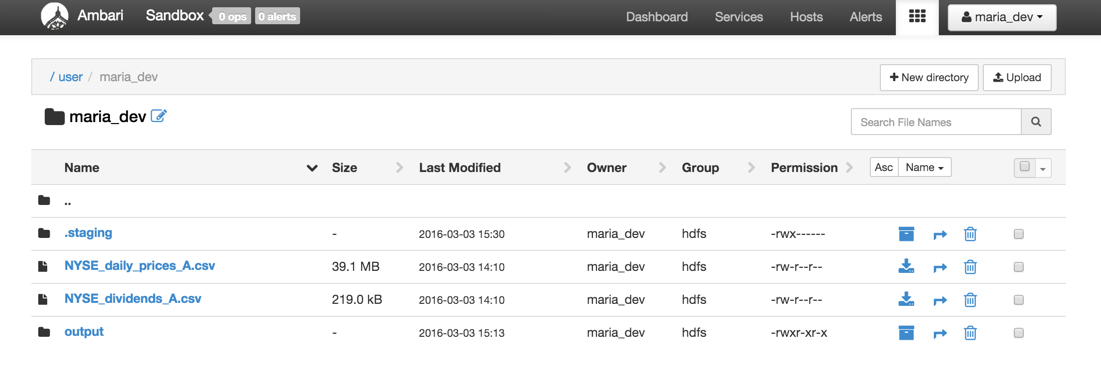 Ambari Sandbox 0 ops 0 alerts Dashboard Services Hosts Alerts maria_dev
/ user / maria_dev New directory Upload
maria_dev Search File Names
Name Size Last Modified Owner Group Permission Asc Name
..
.staging - 2016-03-03 15:30 maria_dev hdfs -rwx------
NYSE_daily_prices_A.csv 39.1 MB 2016-03-03 14:10 maria_dev hdfs -rw-r--r--
NYSE_dividends_A.csv 219.0 kB 2016-03-03 14:10 maria_dev hdfs -rw-r--r--
output - 2016-03-03 15:13 maria_dev hdfs -rwxr-xr-x